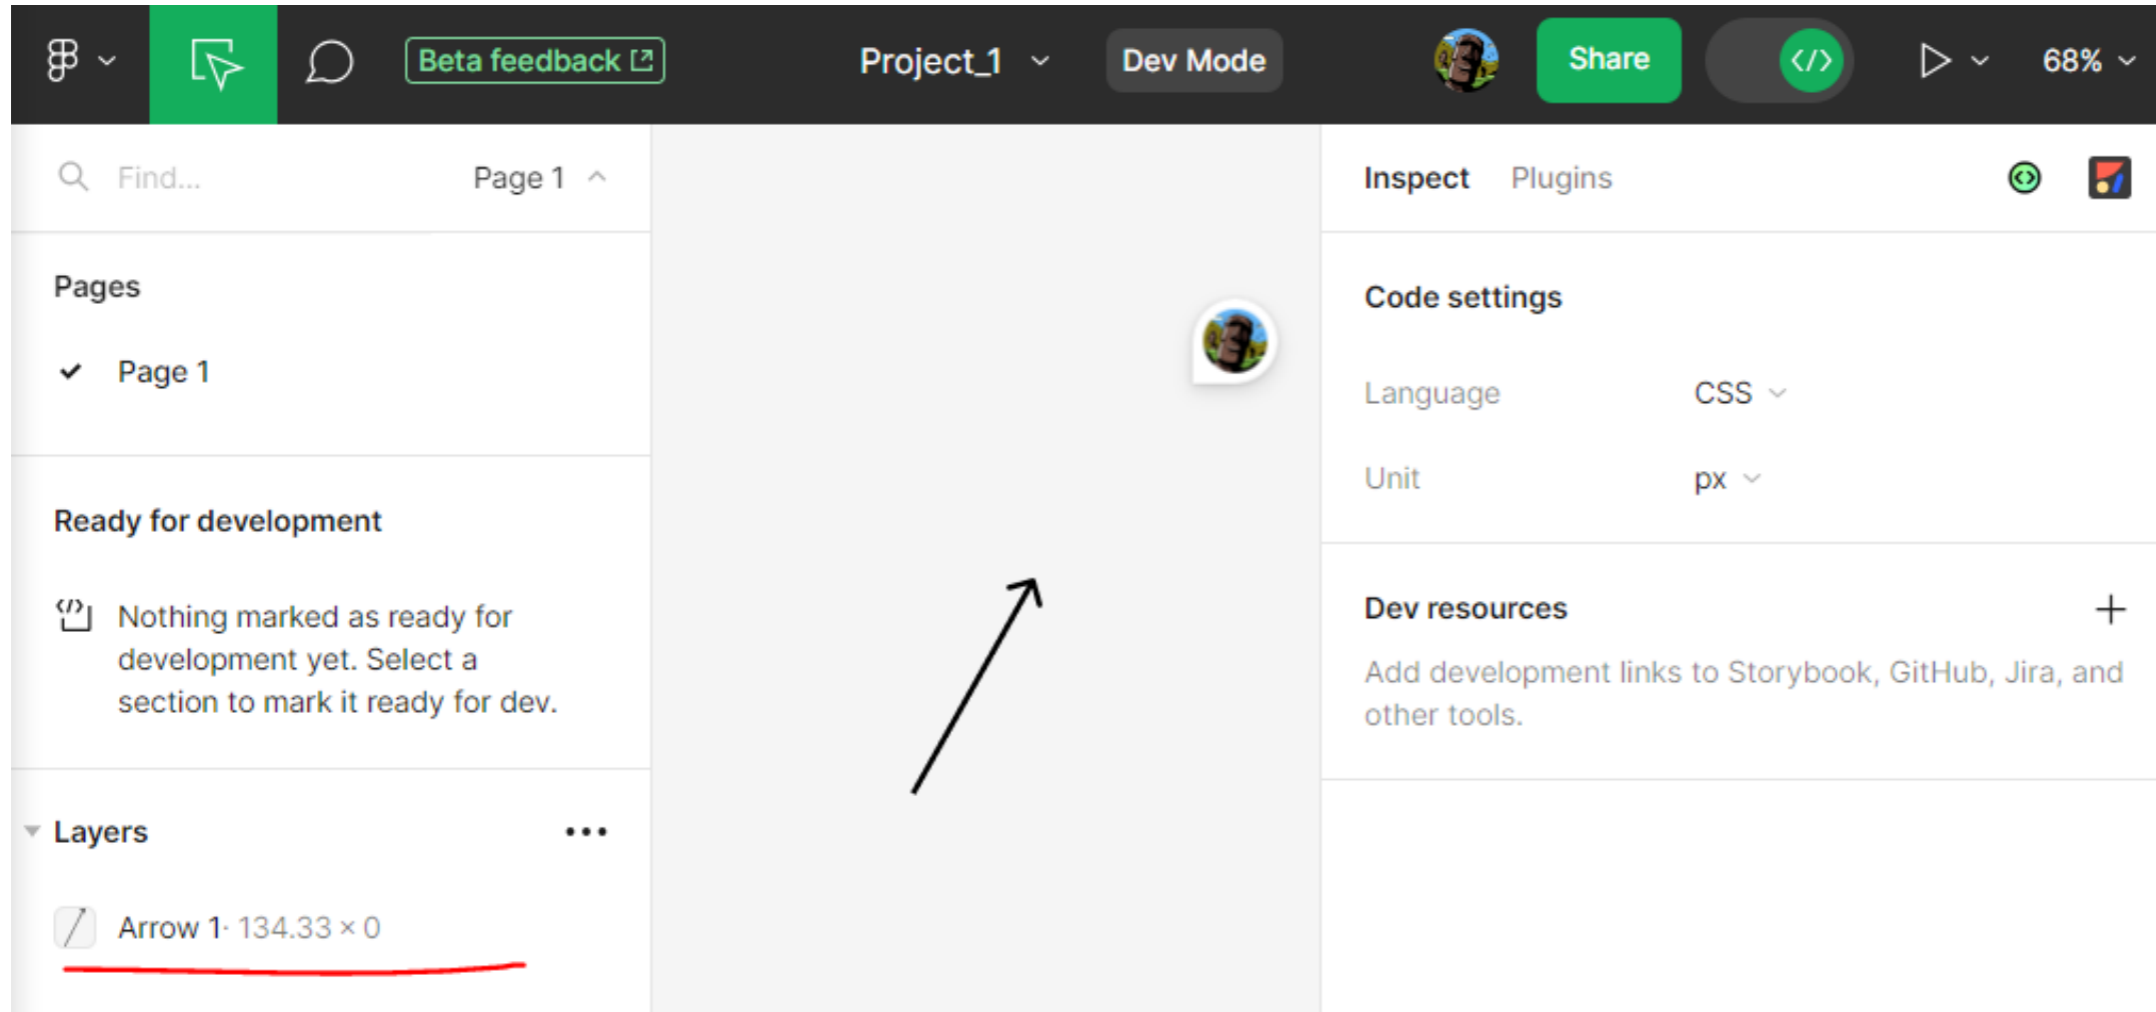 Beta feedback
Project_1
Dev Mode
Share
</>
68%
Find...
Page 1
Inspect
Plugins
Pages
Page 1
Ready for development
Nothing marked as ready for
development yet. Select a
section to mark it ready for dev.
Layers
Arrow 1· 134.33 × 0
Code settings
Language
CSS
Unit
px
Dev resources
Add development links to Storybook, GitHub, Jira, and
other tools.